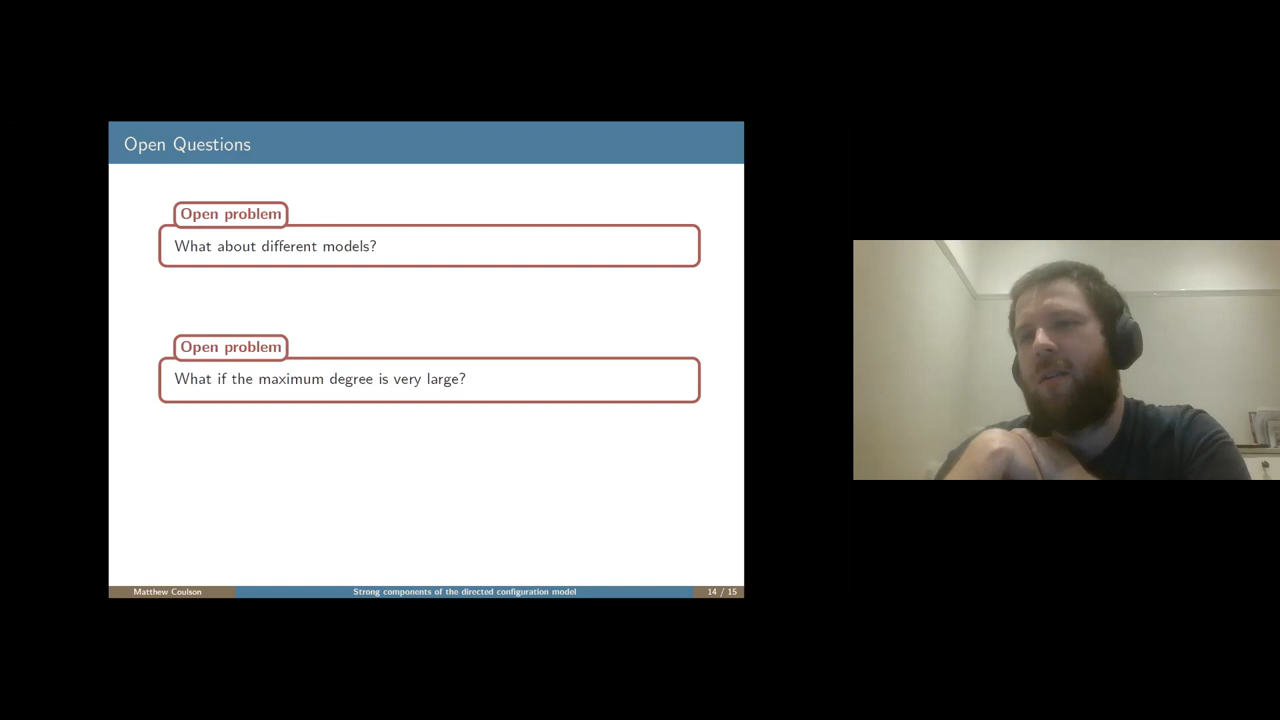 Open Questions
Open problem
What about different models?
Open problem
What if the maximum degree is very large?
Matthew Coulson Strong components of the directed configuration model 14 / 15